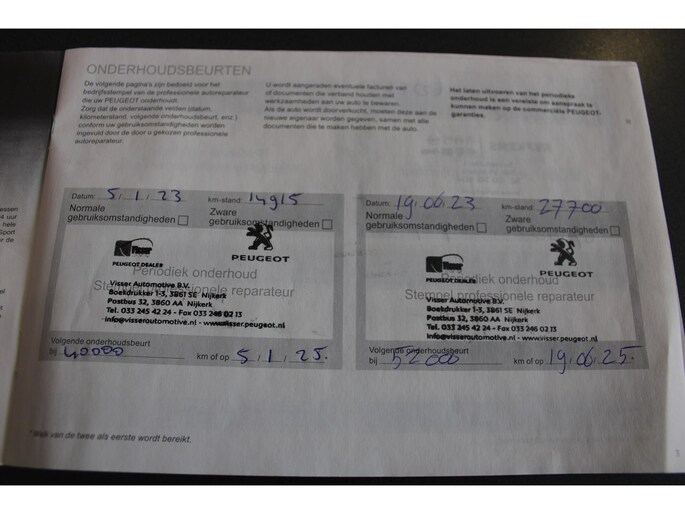 ONDERHOUDSBEURTEN
De volgende pagina's zijn bedoeld voor het
bedrijfsstempel van de professionele autoreparateur
die uw PEUGEOT onderhoudt.
Zorg dat de onderstaande velden (datum,
kilometerstand, volgende onderhoudsbeurt, enz.)
conform uw gebruiksomstandigheden worden
ingevuld door de door u gekozen professionele
autoreparateur.
U wordt aangeraden eventuele facturen of
documenten die verband houden met
werkzaamheden aan uw auto te bewaren.
Als de auto wordt doorverkocht, moeten deze aan de
nieuwe eigenaar worden gegeven, samen met alle
documenten die te maken hebben met de auto.
Het laten uitvoeren van het periodieke
onderhoud is een vereiste om aanspraak te
kunnen maken op de commerciële PEUGEOT-
garanties.
Datum: 5.1.23 km-stand: 14915
Normale
gebruiksomstandigheden
Zware
gebruiksomstandigheden
Visser
PEUGEOT DEALER
PEUGEOT
Periodiek onderhoud
Stempel professionele reparateur
Visser Automotive B.V.
Boekdrukker 1-3, 3861 SE Nijkerk
Postbus 32, 3860 AA Nijkerk
Tel. 033 245 42 24 - Fax 033 246 02 13
info@visserautomotive.nl - www.visser.peugeot.nl
Volgende onderhoudsbeurt
bij 40000 km of op 5.1.25.
Datum: 19.06.23 km-stand: 27700
Normale
gebruiksomstandigheden
Zware
gebruiksomstandigheden
Visser
PEUGEOT DEALER
PEUGEOT
Periodiek onderhoud
Stempel professionele reparateur
Visser Automotive B.V.
Boekdrukker 1-3, 3861 SE Nijkerk
Postbus 32, 3860 AA Nijkerk
Tel. 033 245 42 24 - Fax 033 246 02 13
info@visserautomotive.nl - www.visser.peugeot.nl
Volgende onderhoudsbeurt
bij 52000 km of op 19.06.25.
van de twee als eerste wordt bereikt.